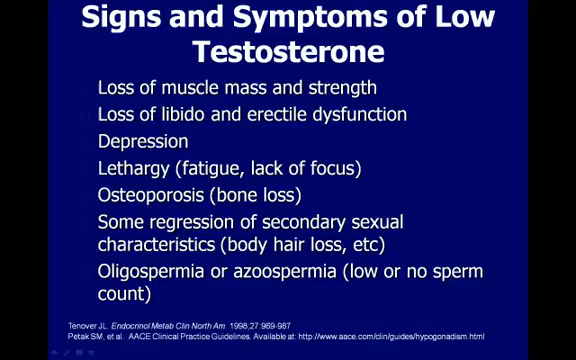 Signs and Symptoms of Low
Testosterone
Loss of muscle mass and strength
Loss of libido and erectile dysfunction
Depression
Lethargy (fatigue, lack of focus)
Osteoporosis (bone loss)
Some regression of secondary sexual
characteristics (body hair loss, etc)
Oligospermia or azoospermia (low or no sperm
count)
Tenover JL. Endocrinol Metab Clin North Am. 1998;27:969-987
Petak SM, et al. AACE Clinical Practice Guidelines. Available at: http://www.aace.com/clin/guides/hypogonadism.html